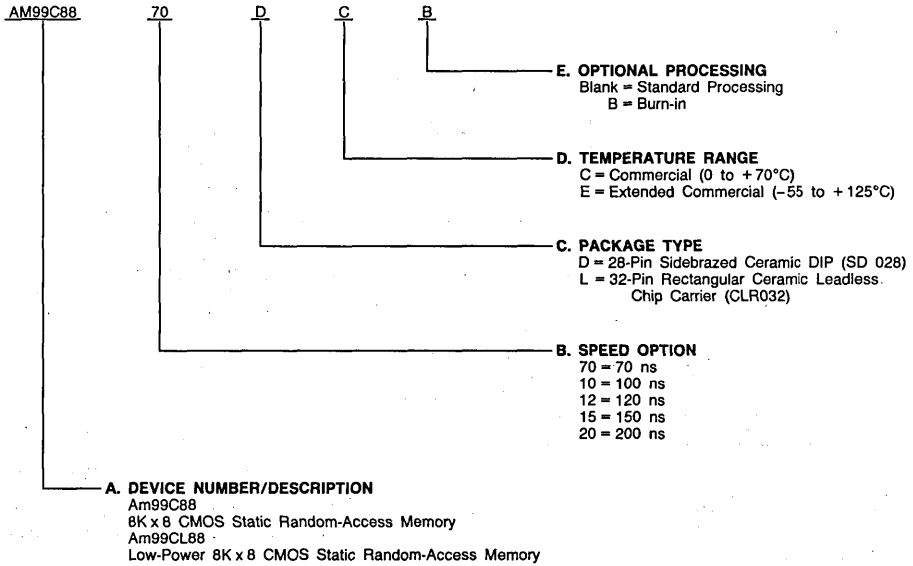 AM99C88 70 D C B
E. OPTIONAL PROCESSING
Blank = Standard Processing
B = Burn-in
D. TEMPERATURE RANGE
C = Commercial (0 to +70°C)
E = Extended Commercial (-55 to +125°C)
C. PACKAGE TYPE
D = 28-Pin Sidebrazed Ceramic DIP (SD 028)
L = 32-Pin Rectangular Ceramic Leadless
Chip Carrier (CLR032)
B. SPEED OPTION
70 = 70 ns
10 = 100 ns
12 = 120 ns
15 = 150 ns
20 = 200 ns
A. DEVICE NUMBER/DESCRIPTION
Am99C88
8K x 8 CMOS Static Random-Access Memory
Am99CL88
Low-Power 8K x 8 CMOS Static Random-Access Memory